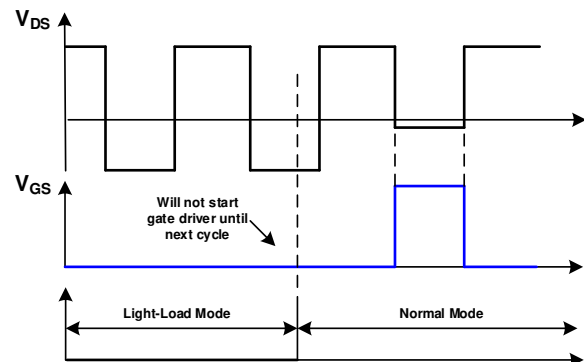 VDS
VGS
Will not start
gate driver until
next cycle
Light-Load Mode
Normal Mode